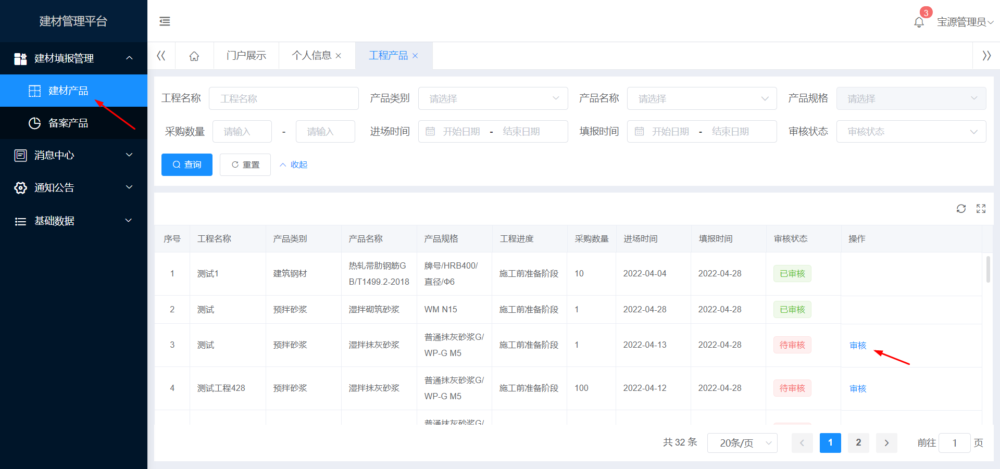 建材管理平台
3
宝源管理员
建材填报管理
建材产品
备案产品
消息中心
通知公告
基础数据
门户展示
个人信息
工程产品
工程名称 工程名称 产品类别 请选择 产品名称 请选择 产品规格 请选择
采购数量 请输入 - 请输入 进场时间 开始日期 - 结束日期 填报时间 开始日期 - 结束日期 审核状态 审核状态
查询 重置 收起
序号 工程名称 产品类别 产品名称 产品规格 工程进度 采购数量 进场时间 填报时间 审核状态 操作
1 测试1 建筑钢材 热轧带肋钢筋G 牌号/HRB400/ 施工前准备阶段 10 2022-04-04 2022-04-28 已审核
B/T1499.2-2018 直径/Φ6
2 测试 预拌砂浆 湿拌砌筑砂浆 WM N15 施工前准备阶段 1 2022-04-28 2022-04-28 已审核
3 测试 预拌砂浆 湿拌抹灰砂浆 普通抹灰砂浆G/ 施工前准备阶段 1 2022-04-13 2022-04-28 待审核 审核
WP-G M5
4 测试工程428 预拌砂浆 湿拌抹灰砂浆 普通抹灰砂浆G/ 施工前准备阶段 100 2022-04-12 2022-04-28 待审核 审核
WP-G M5
普通抹灰砂浆G/
共 32 条 20条/页 1 2 前往 1 页